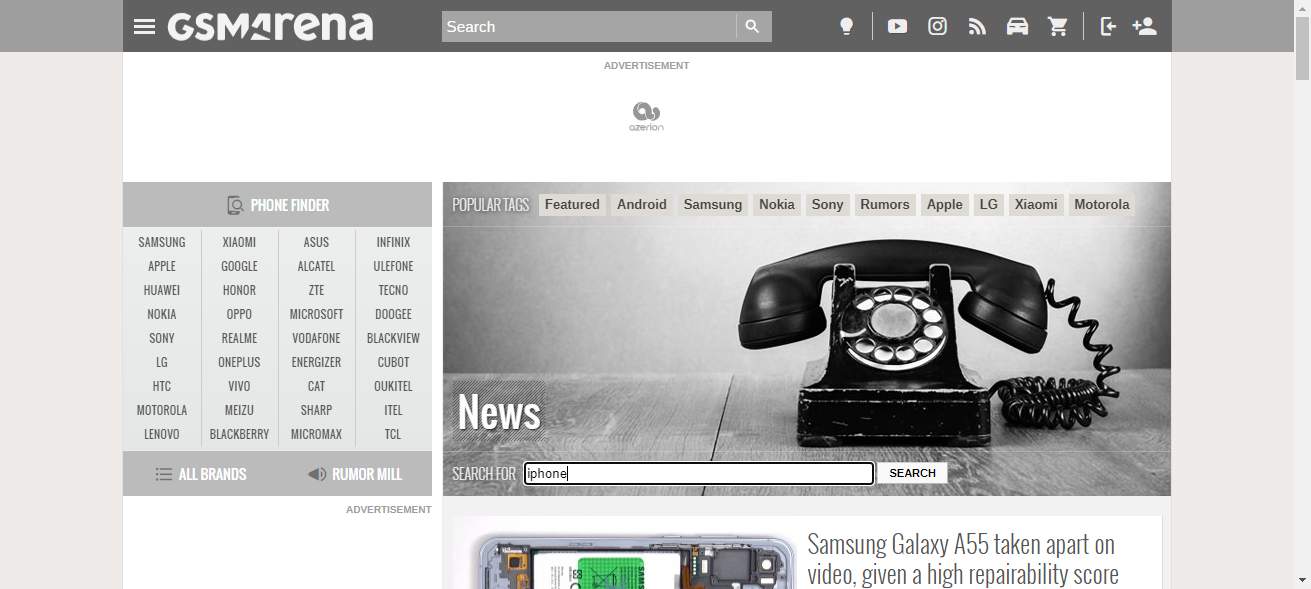 GSMArena
Search
ADVERTISEMENT
azerion
PHONE FINDER
SAMSUNG XIAOMI ASUS INFINIX
APPLE GOOGLE ALCATEL ULEFONE
HUAWEI HONOR ZTE TECNO
NOKIA OPPO MICROSOFT DOOGEE
SONY REALME VODAFONE BLACKVIEW
LG ONEPLUS ENERGIZER CUBOT
HTC VIVO CAT OUKITEL
MOTOROLA MEIZU SHARP ITEL
LENOVO BLACKBERRY MICROMAX TCL
ALL BRANDS RUMOR MILL
ADVERTISEMENT
POPULAR TAGS Featured Android Samsung Nokia Sony Rumors Apple LG Xiaomi Motorola
News
SEARCH FOR iphone SEARCH
Samsung Galaxy A55 taken apart on
video, given a high repairability score